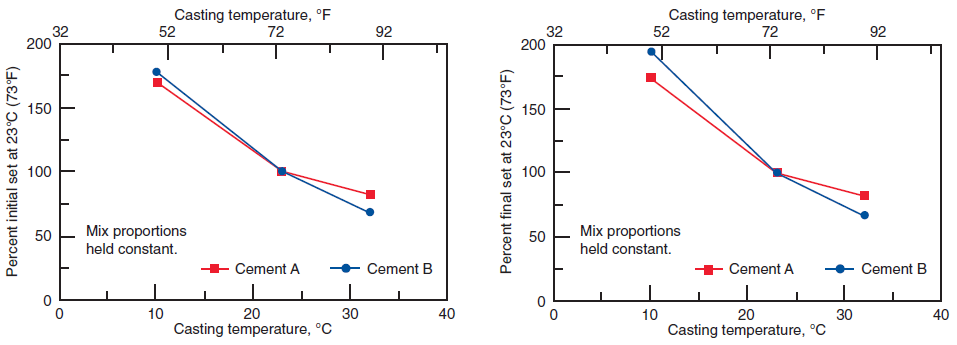 Casting temperature, °F
32 52 72 92
200
150
100
50
0
Percent initial set at 23°C (73°F)
Mix proportions
held constant.
Cement A Cement B
0 10 20 30 40
Casting temperature, °C
Casting temperature, °F
32 52 72 92
200
150
100
50
0
Percent final set at 23°C (73°F)
Mix proportions
held constant.
Cement A Cement B
0 10 20 30 40
Casting temperature, °C